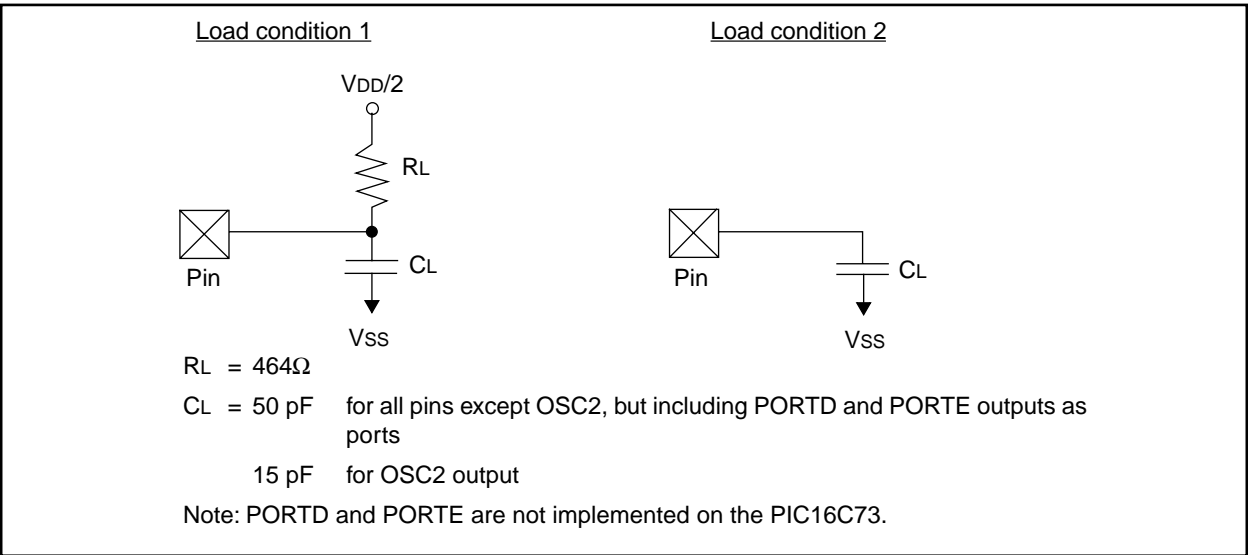 Load condition 1
Load condition 2
VDD/2
RL
CL
Pin
VSS
Pin
CL
VSS
RL = 464Ω
CL = 50 pF for all pins except OSC2, but including PORTD and PORTE outputs as
ports
15 pF for OSC2 output
Note: PORTD and PORTE are not implemented on the PIC16C73.